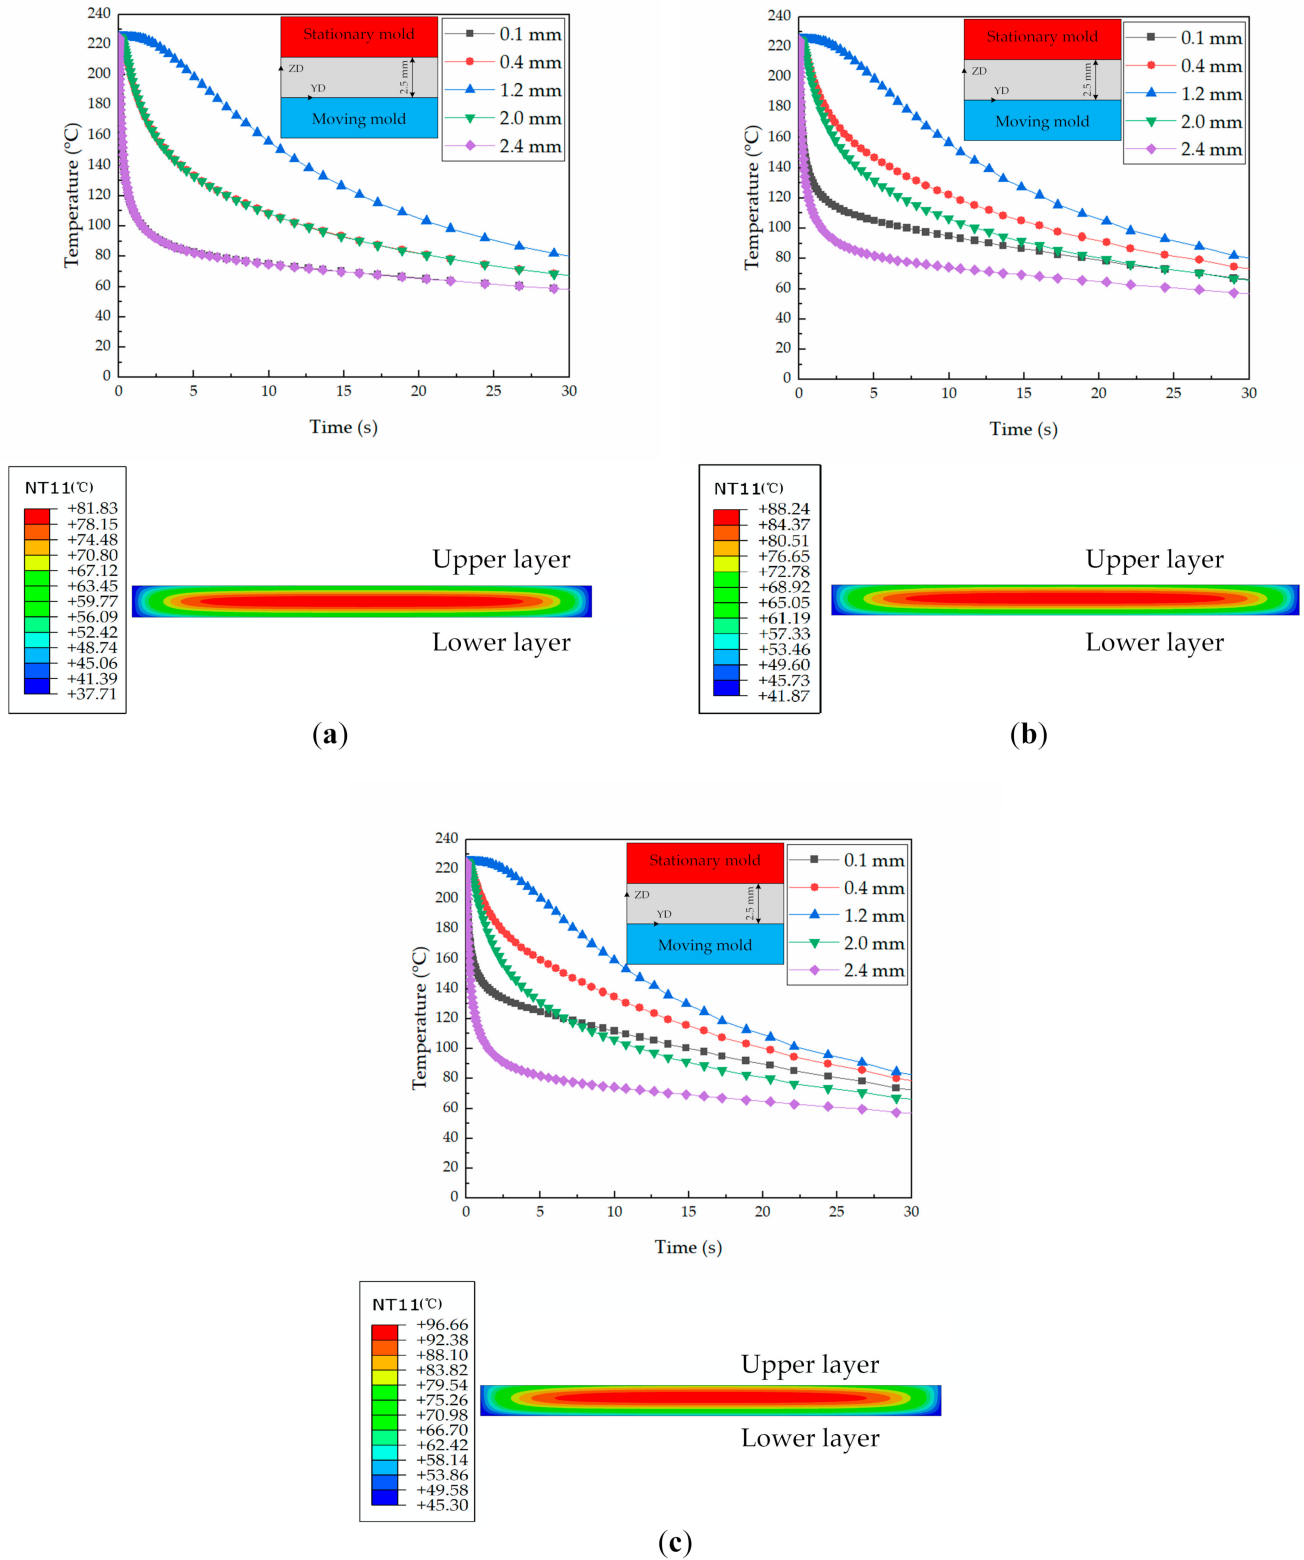 240
220
200
180
160
140
120
100
80
60
40
20
0
Temperature (°C)
0 5 10 15 20 25 30
Time (s)
Stationary mold
ZD
YD
2.5 mm
Moving mold
0.1 mm
0.4 mm
1.2 mm
2.0 mm
2.4 mm
240
220
200
180
160
140
120
100
80
60
40
20
0
Temperature (°C)
0 5 10 15 20 25 30
Time (s)
Stationary mold
ZD
YD
2.5 mm
Moving mold
0.1 mm
0.4 mm
1.2 mm
2.0 mm
2.4 mm
NT11(℃)
+81.83
+78.15
+74.48
+70.80
+67.12
+63.45
+59.77
+56.09
+52.42
+48.74
+45.06
+41.39
+37.71
Upper layer
Lower layer
(a)
NT11(℃)
+88.24
+84.37
+80.51
+76.65
+72.78
+68.92
+65.05
+61.19
+57.33
+53.46
+49.60
+45.73
+41.87
Upper layer
Lower layer
(b)
240
220
200
180
160
140
120
100
80
60
40
20
0
Temperature (°C)
0 5 10 15 20 25 30
Time (s)
Stationary mold
ZD
YD
2.5 mm
Moving mold
0.1 mm
0.4 mm
1.2 mm
2.0 mm
2.4 mm
NT11(℃)
+96.66
+92.38
+88.10
+83.82
+79.54
+75.26
+70.98
+66.70
+62.42
+58.14
+53.86
+49.58
+45.30
Upper layer
Lower layer
(c)